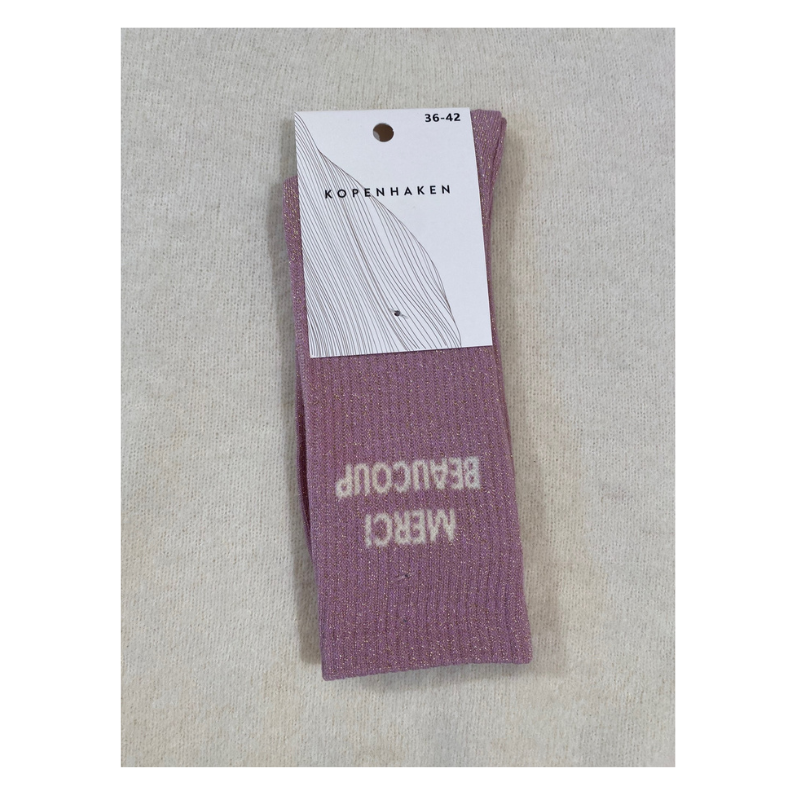 36-42
KOPENHAKEN
MERCI
BEAUCOUP